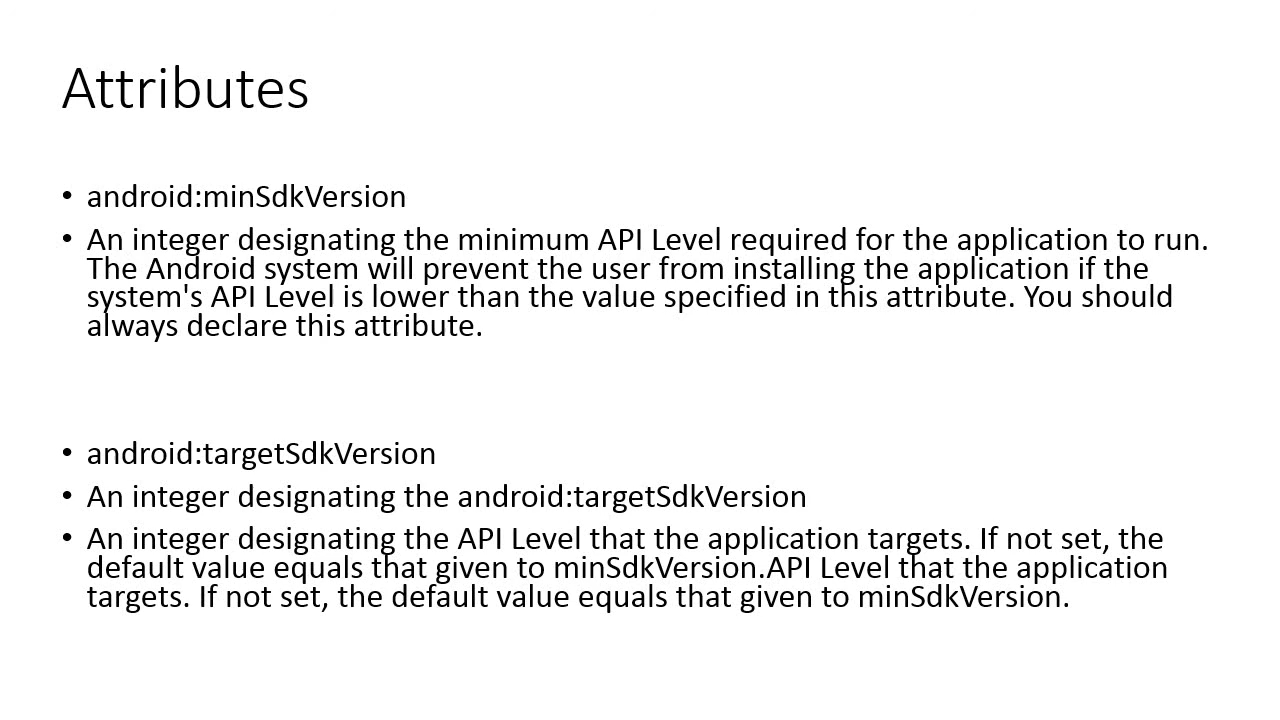 Attributes
• android:minSdkVersion
• An integer designating the minimum API Level required for the application to run.
The Android system will prevent the user from installing the application if the
system's API Level is lower than the value specified in this attribute. You should
always declare this attribute.
• android:targetSdkVersion
• An integer designating the android:targetSdkVersion
• An integer designating the API Level that the application targets. If not set, the
default value equals that given to minSdkVersion.API Level that the application
targets. If not set, the default value equals that given to minSdkVersion.